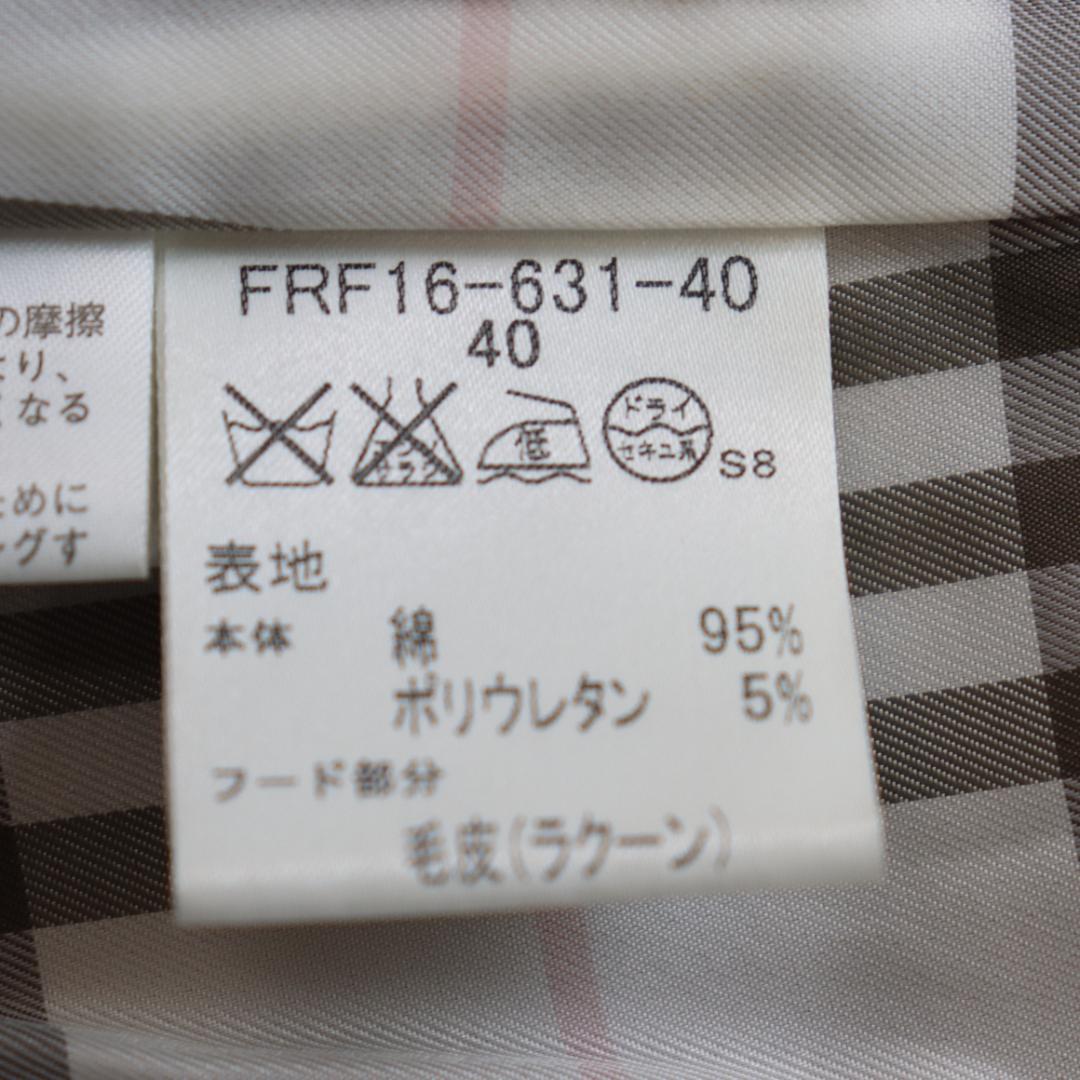 の摩擦
より、
くなる
ために
ングす
FRF16-631-40
40
低
ドライ
セキユ系
S8
表地
本体 綿 95%
ポリウレタン 5%
フード部分
毛皮(ラクーン)